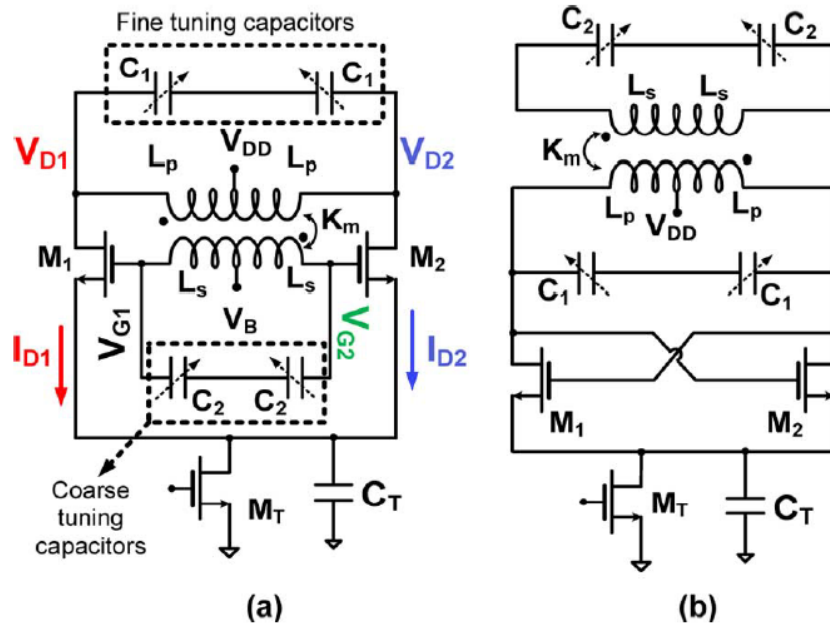 Fine tuning capacitors
C1 C1
VD1 VDD VD2
Lp Lp
Km
M1 M2
Ls Ls
VB
VG1 VG2
ID1 ID2
C2 C2
Coarse tuning capacitors
MT CT
(a)
C2 C2
Ls Ls
Km
Lp Lp
VDD
C1 C1
M1 M2
MT CT
(b)